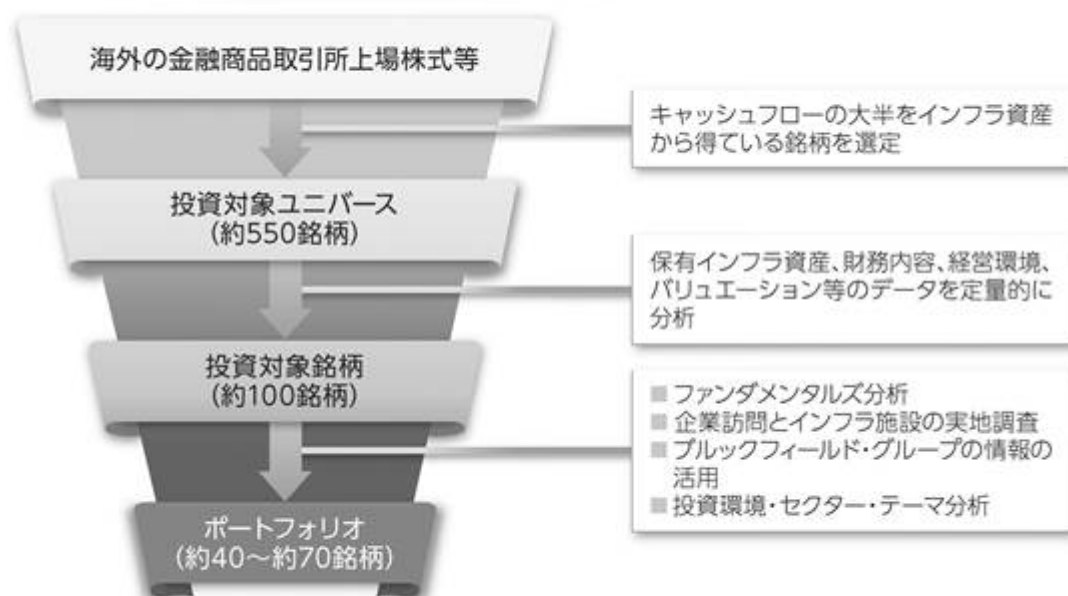 海外の金融商品取引所上場株式等
キャッシュフローの大半をインフラ資産
から得ている銘柄を選定
投資対象ユニバース
(約550銘柄)
保有インフラ資産、財務内容、経営環境、
バリュエーション等のデータを定量的に
分析
投資対象銘柄
(約100銘柄)
■ファンダメンタルズ分析
■企業訪問とインフラ施設の実地調査
■ブルックフィールド・グループの情報の
活用
■投資環境・セクター・テーマ分析
ポートフォリオ
(約40～約70銘柄)